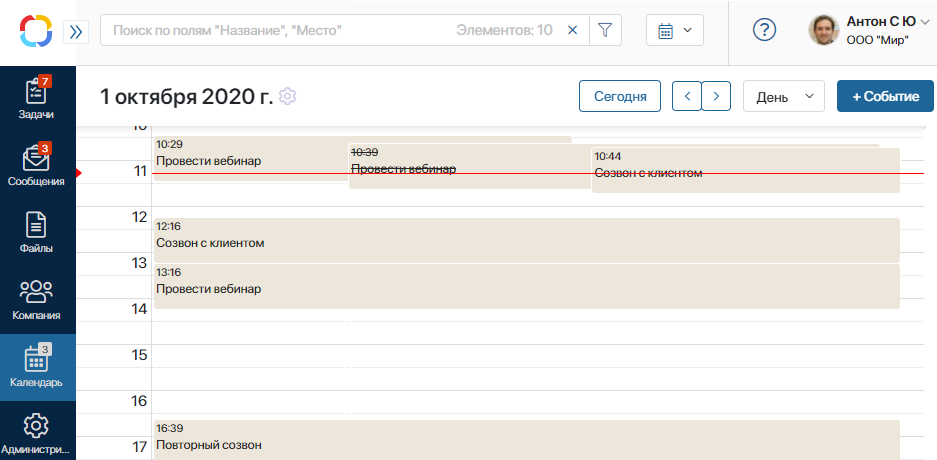 Поиск по полям "Название", "Место"
Элементов: 10
Антон С Ю
ООО "Мир"
7
Задачи
3
Сообщения
Файлы
Компания
3
Календарь
Администри...
1 октября 2020 г.
Сегодня
День
+ Событие
10
10:29
Провести вебинар
10:39
Провести вебинар
10:44
Созвон с клиентом
11
12
12:16
Созвон с клиентом
13
13:16
Провести вебинар
14
15
16
16:39
Повторный созвон
17